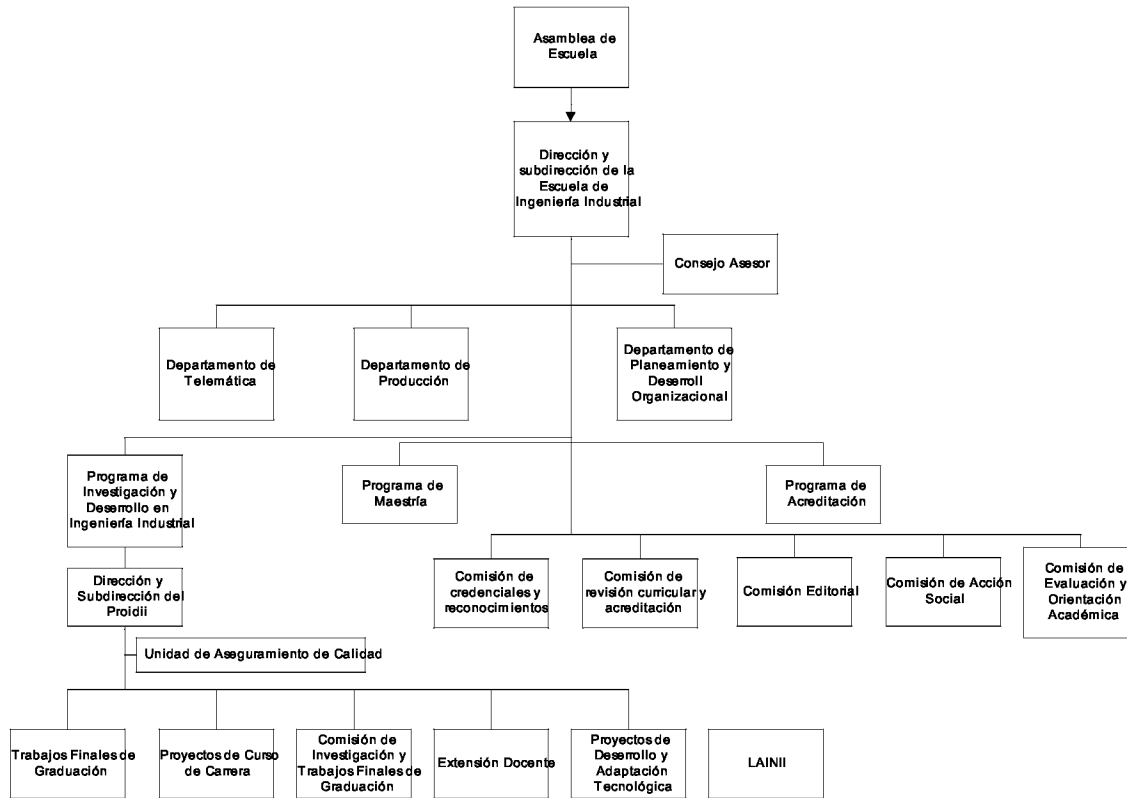 Asamblea de
Escuela
Dirección y
subdirección de la
Escuela de
Ingeniería Industrial
Consejo Asesor
Departamento de
Telemática
Departamento de
Producción
Departamento de
Planeamiento y
Deserroll
Organizacional
Programa de
Investigación y
Deserrollo en
Ingeniería Industrial
Programa de
Maestría
Programa de
Acreditación
Dirección y
Subdirección del
Proidii
Comisión de
credenciales y
reconocimientos
Comisión de
revisión curricular y
acreditación
Comisión Editorial
Comisión de Acción
Social
Comisión de
Evaluación y
Orientación
Académica
Unidad de Aseguramiento de Calidad
Trabajos Finales de
Graduación
Proyectos de Curso
de Carrera
Comisión de
Investigación y
Trabajos Finales de
Graduación
Extensión Docente
Proyectos de
Desarrollo y
Adaptación
Tecnológica
LAINII